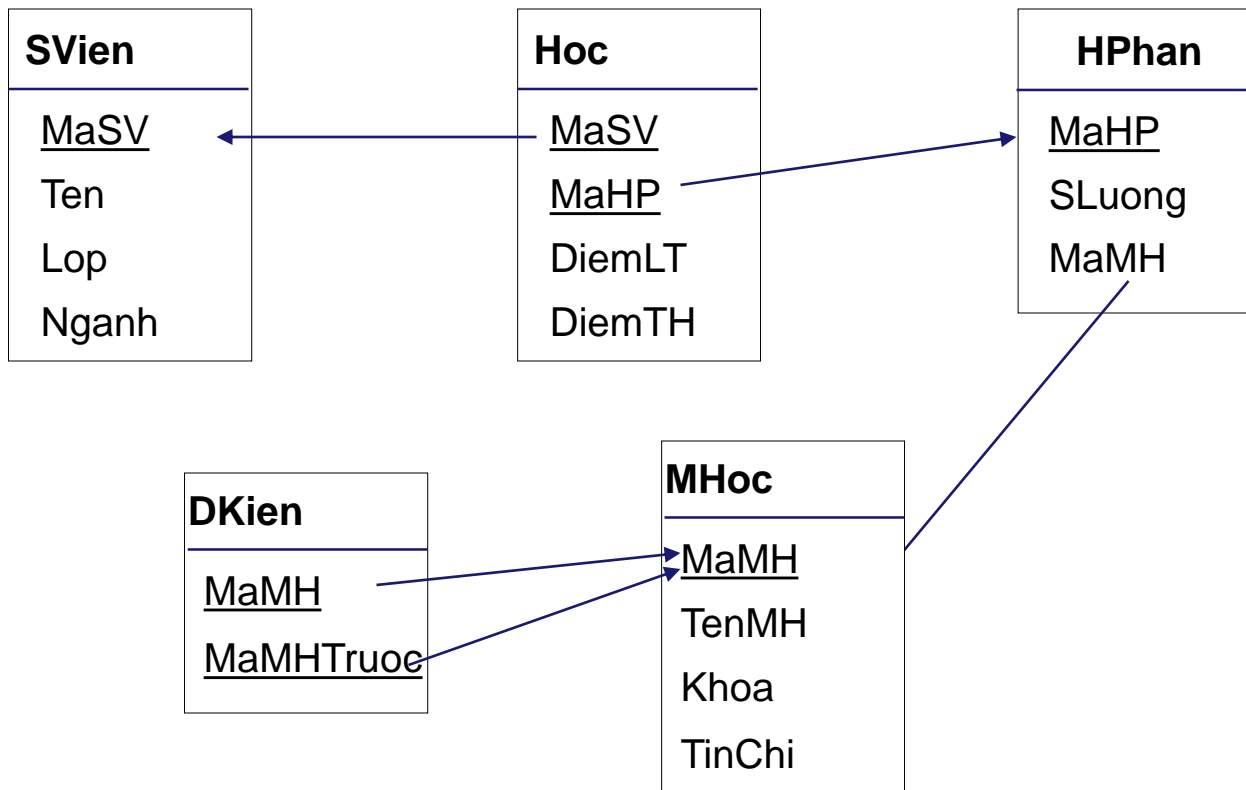 SVien
MaSV
Ten
Lop
Nganh
Hoc
MaSV
MaHP
DiemLT
DiemTH
HPhan
MaHP
SLuong
MaMH
DKien
MaMH
MaMHTruoc
MHoc
MaMH
TenMH
Khoa
TinChi